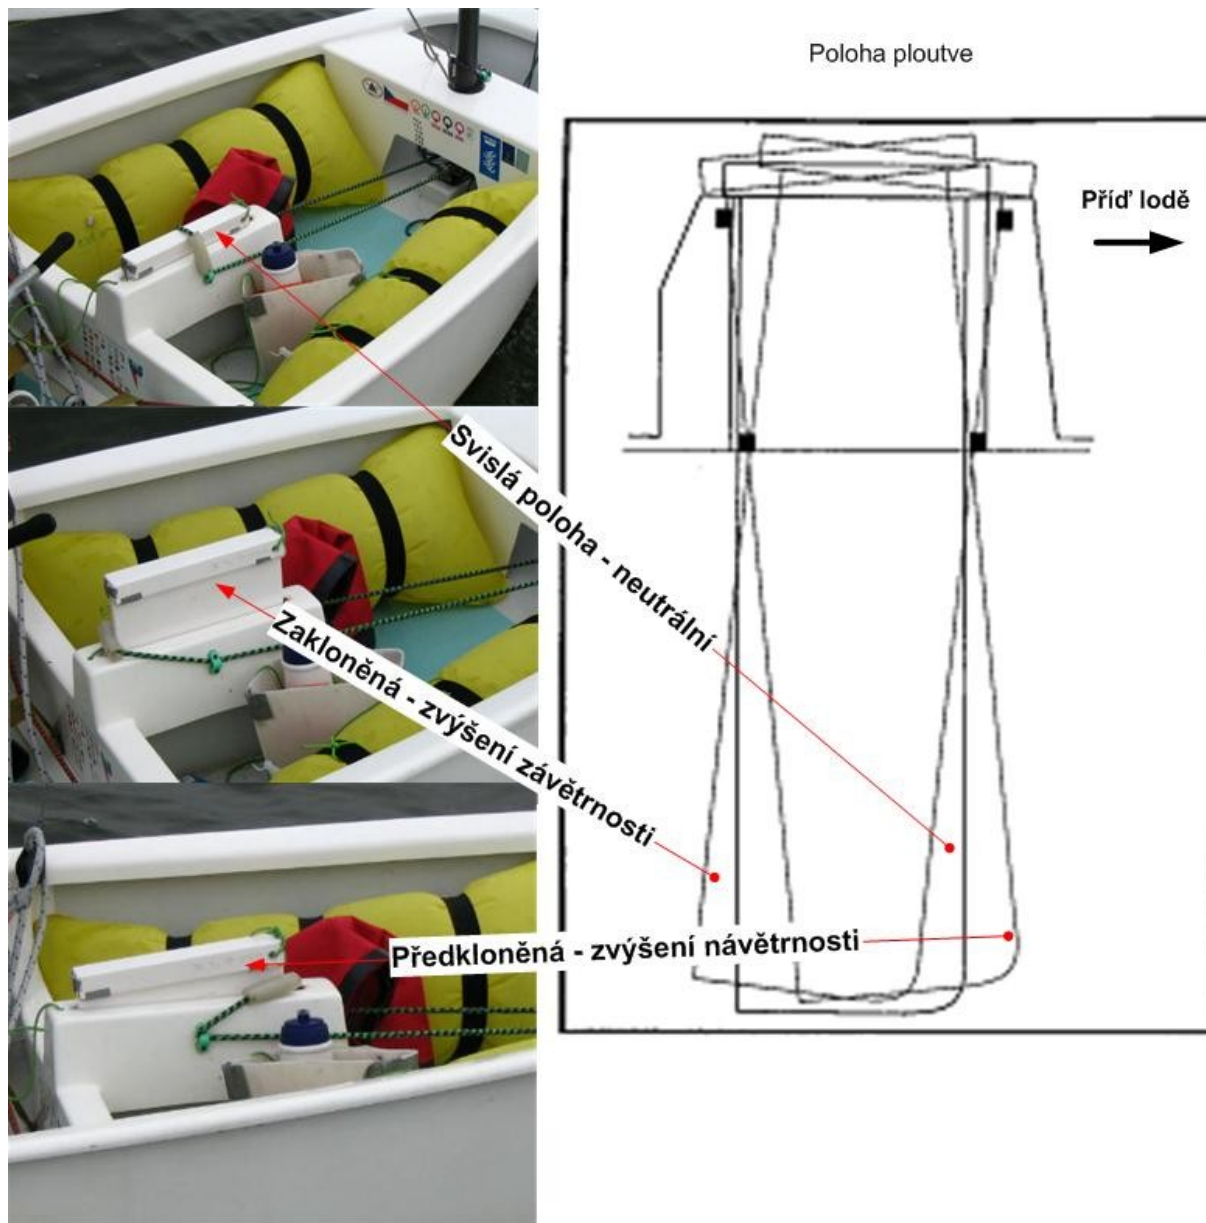 Poloha ploutve
Příď lodě
Svislá poloha - neutrální
Zakloněná - zvýšení závětrnosti
Předkloněná - zvýšení návětrnosti